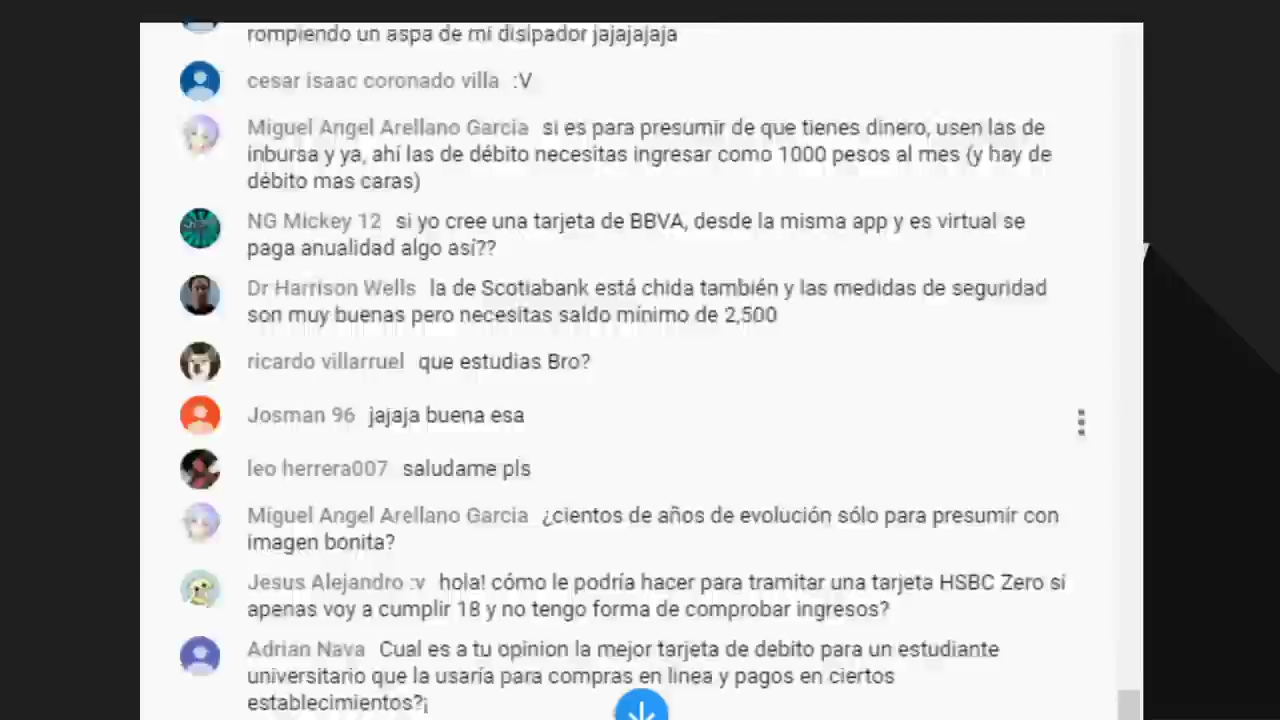 rompiendo un aspa de mi disipador jajajajaja
cesar isaac coronado villa :V
Miguel Angel Arellano Garcia si es para presumir de que tienes dinero, usen las de
inbursa y ya, ahí las de débito necesitas ingresar como 1000 pesos al mes (y hay de
débito mas caras)
NG Mickey 12 si yo cree una tarjeta de BBVA, desde la misma app y es virtual se
paga anualidad algo así??
Dr Harrison Wells la de Scotiabank está chida también y las medidas de seguridad
son muy buenas pero necesitas saldo minimo de 2,500
ricardo villarruel que estudias Bro?
Josman 96 jajaja buena esa
leo herrera007 saludame pls
Miguel Angel Arellano Garcia ¿cientos de años de evolución sólo para presumir con
imagen bonita?
Jesus Alejandro :v hola! cómo le podría hacer para tramitar una tarjeta HSBC Zero si
apenas voy a cumplir 18 y no tengo forma de comprobar ingresos?
Adrian Nava Cual es a tu opinion la mejor tarjeta de debito para un estudiante
universitario que la usaría para compras en linea y pagos en ciertos
establecimientos?¡